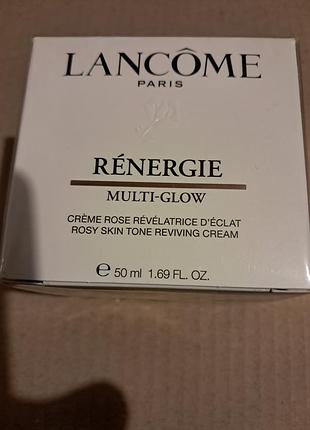 LANCÔME
PARIS
RÉNERGIE
MULTI-GLOW
CRÈME ROSE RÉVÉLATRICE D'ÉCLAT
ROSY SKIN TONE REVIVING CREAM
℮ 50 ml 1.69 FL. OZ.